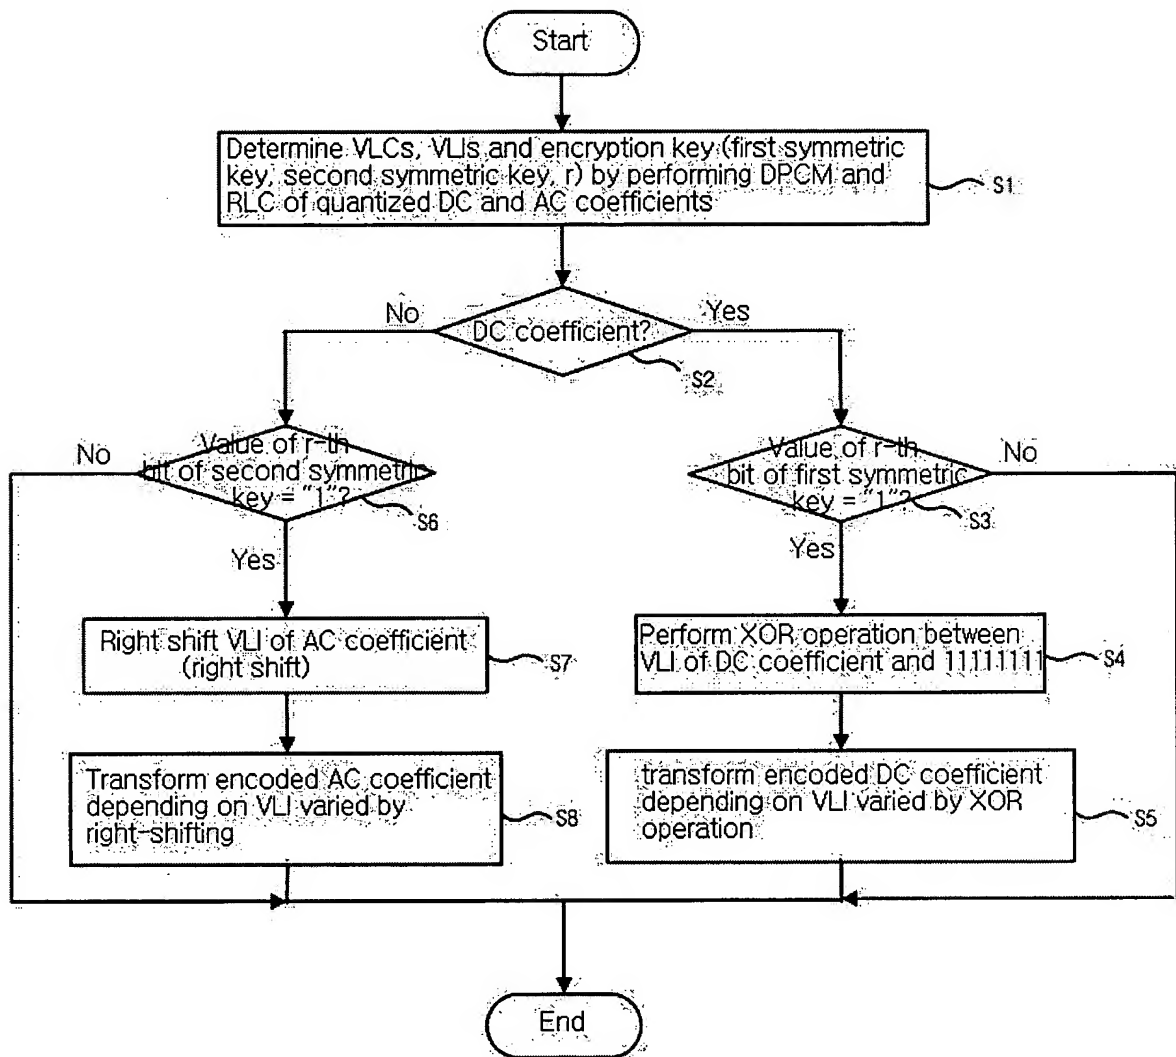 Start
Determine VLCs, VLIs and encryption key (first symmetric
key, second symmetric key, r) by performing DPCM and
RLC of quantized DC and AC coefficients
S1
No
Yes
DC coefficient?
S2
No
Value of r-th
bit of second symmetric
key = "1"?
S6
Yes
Value of r-th
bit of first symmetric
key = "1"?
No
S3
Yes
Right shift VLI of AC coefficient
(right shift)
S7
Perform XOR operation between
VLI of DC coefficient and 11111111
S4
Transform encoded AC coefficient
depending on VLI varied by
right-shifting
S8
transform encoded DC coefficient
depending on VLI varied by XOR
operation
S5
End